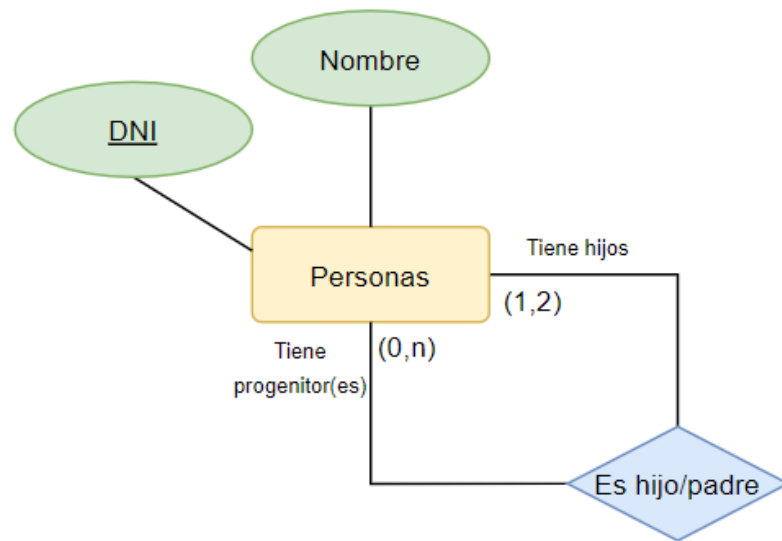 Nombre
DNI
Tiene hijos
Personas
(1,2)
Tiene
progenitor(es)
(0,n)
Es hijo/padre